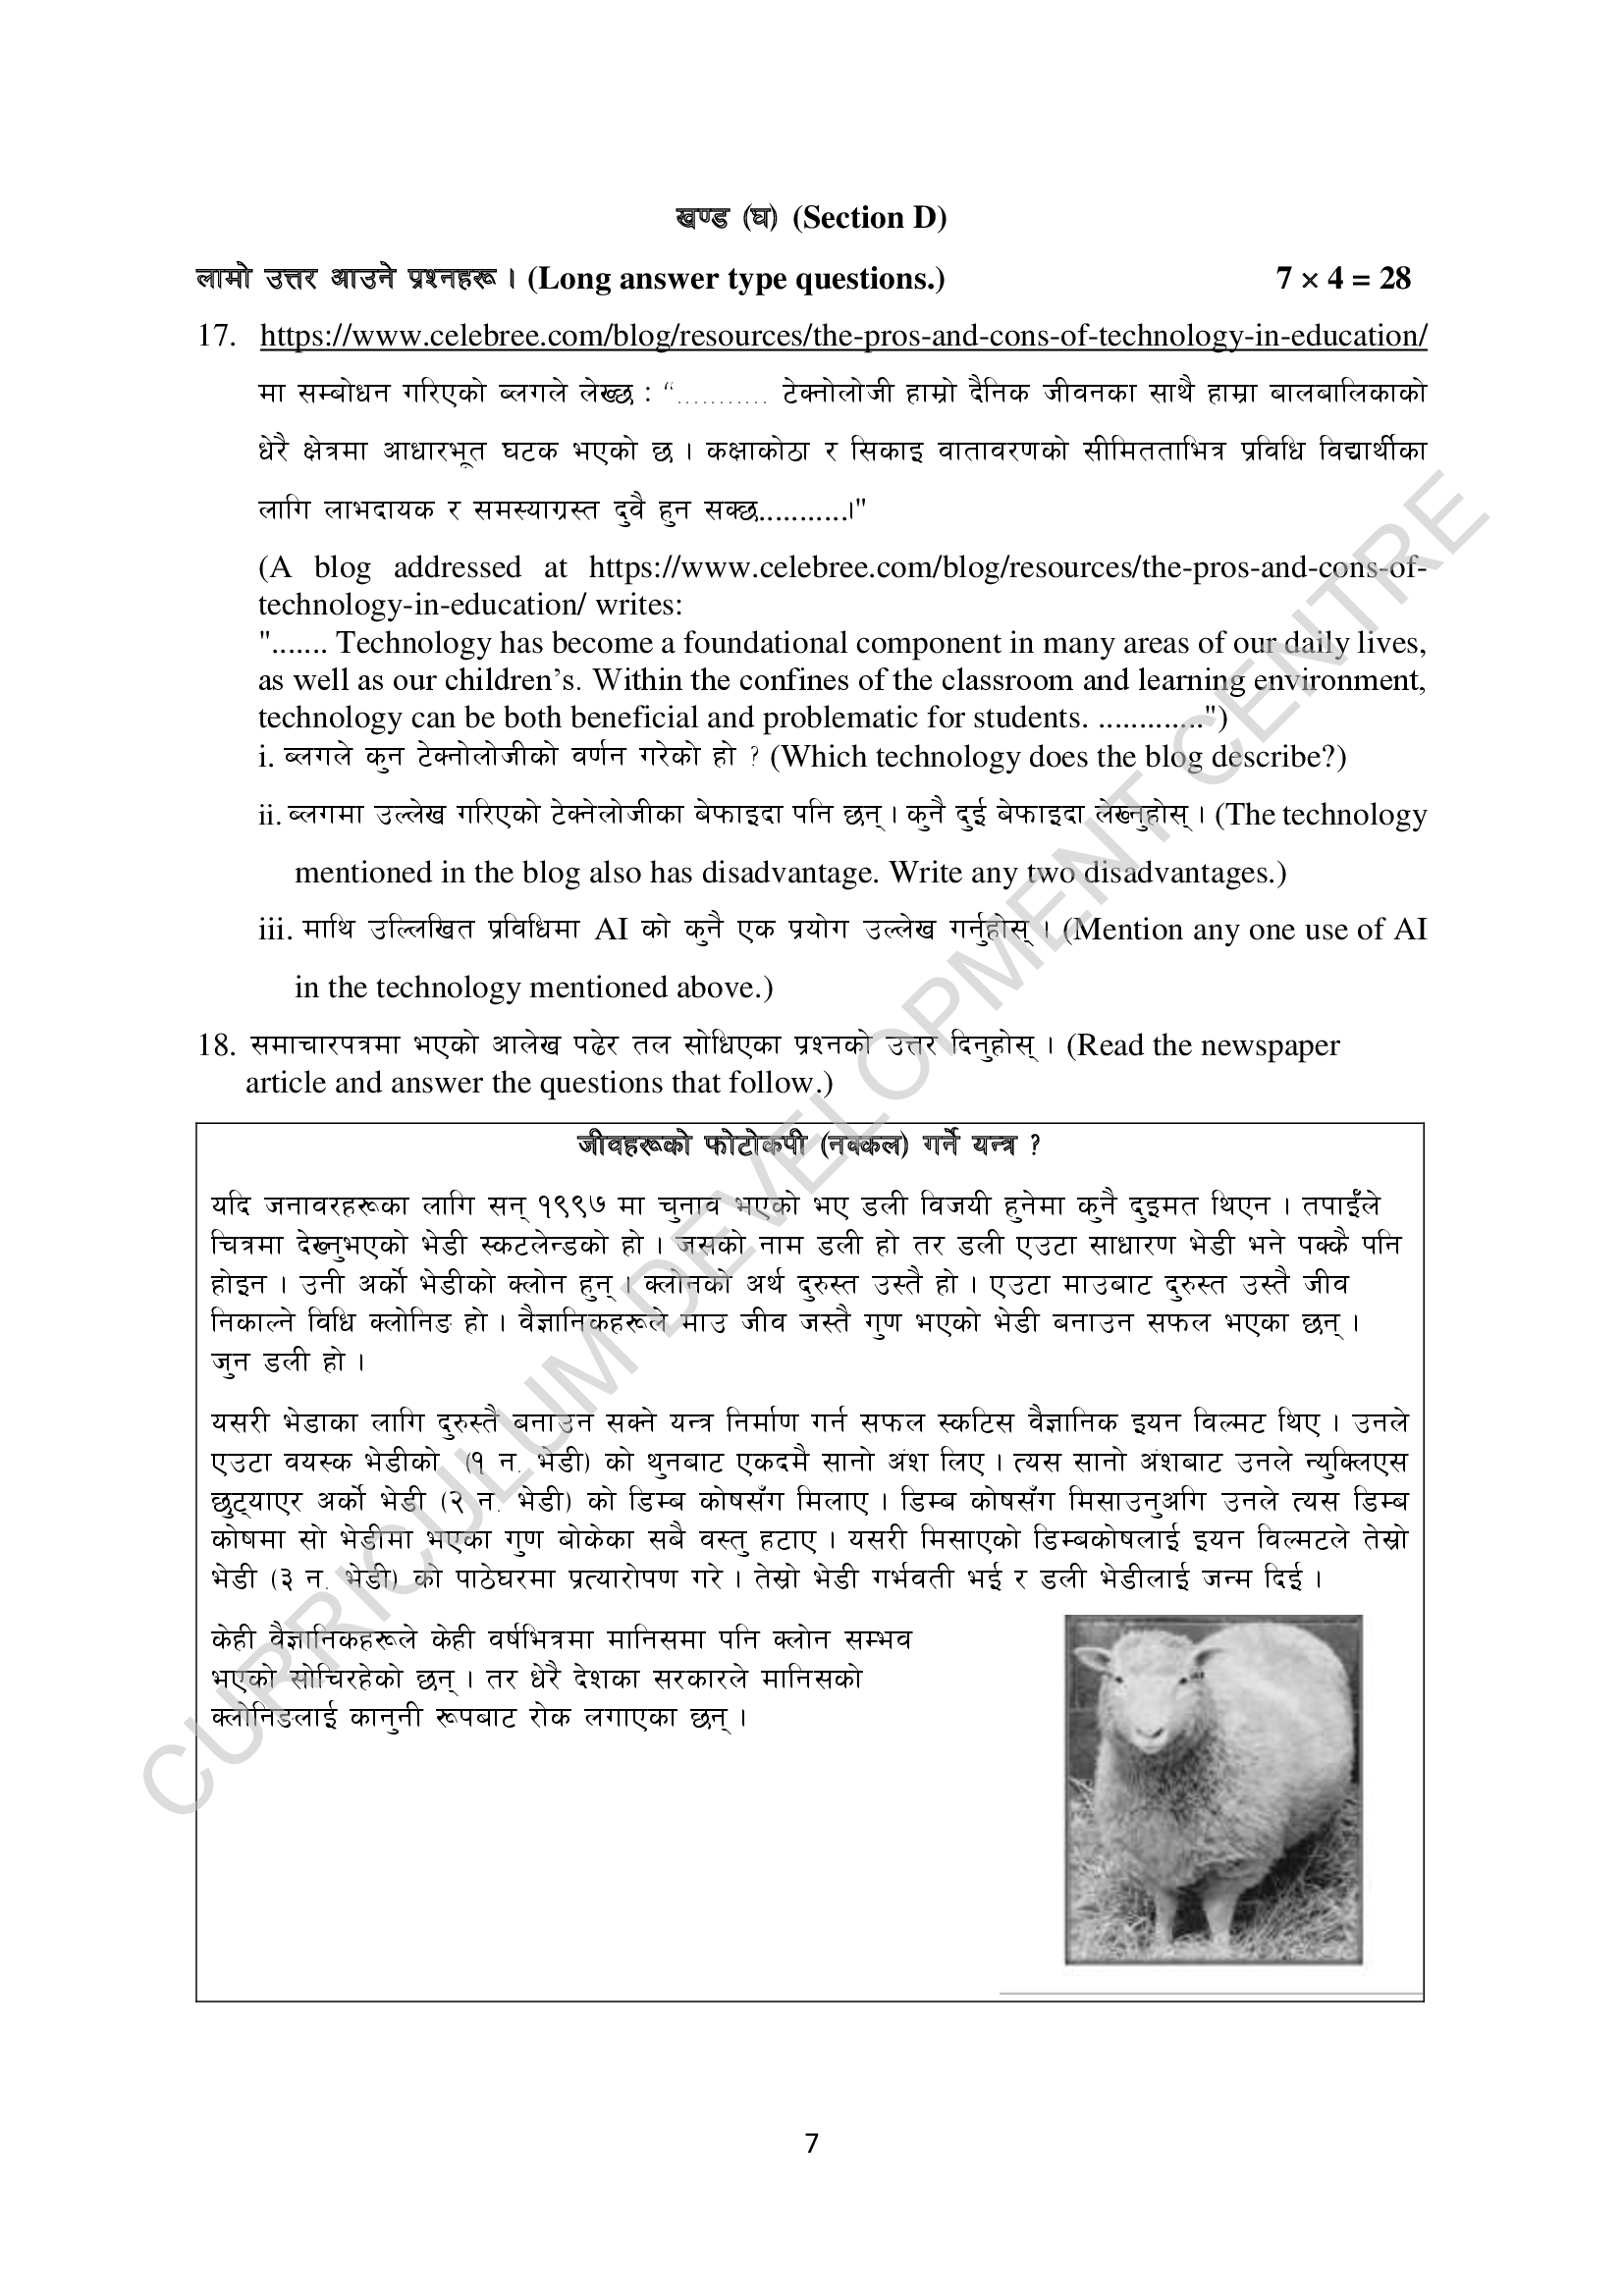 खण्ड (घ) (Section D)
लामो उत्तर आउने प्रश्नहरू । (Long answer type questions.) 7 × 4 = 28
17. https://www.celebree.com/blog/resources/the-pros-and-cons-of-technology-in-education/
मा सम्बोधन गरिएको ब्लगले लेख्छ : “........... टेक्नोलोजी हाम्रो दैनिक जीवनका साथै हाम्रा बालबालिकाको
धेरै क्षेत्रमा आधारभूत घटक भएको छ । कक्षाकोठा र सिकाइ वातावरणको सीमितताभित्र प्रविधि विद्यार्थीका
लागि लाभदायक र समस्याग्रस्त दुवै हुन सक्छ...........।"
(A blog addressed at https://www.celebree.com/blog/resources/the-pros-and-cons-of-
technology-in-education/ writes:
"....... Technology has become a foundational component in many areas of our daily lives,
as well as our children’s. Within the confines of the classroom and learning environment,
technology can be both beneficial and problematic for students. .............")
i. ब्लगले कुन टेक्नोलोजीको वर्णन गरेको हो ? (Which technology does the blog describe?)
ii. ब्लगमा उल्लेख गरिएको टेक्नेलोजीका बेफाइदा पनि छन् । कुनै दुई बेफाइदा लेख्नुहोस् । (The technology
mentioned in the blog also has disadvantage. Write any two disadvantages.)
iii. माथि उल्लिखित प्रविधिमा AI को कुनै एक प्रयोग उल्लेख गर्नुहोस् । (Mention any one use of AI
in the technology mentioned above.)
18. समाचारपत्रमा भएको आलेख पढेर तल सोधिएका प्रश्नको उत्तर दिनुहोस् । (Read the newspaper
article and answer the questions that follow.)
जीवहरूको फोटोकपी (नक्कल) गर्ने यन्त्र ?
यदि जनावरहरूका लागि सन् १९९७ मा चुनाव भएको भए डली विजयी हुनेमा कुनै दुइमत थिएन । तपाईंले
चित्रमा देख्नुभएको भेडी स्कटलेन्डको हो । जसको नाम डली हो तर डली एउटा साधारण भेडी भने पक्कै पनि
होइन । उनी अर्को भेडीको क्लोन हुन् । क्लोनको अर्थ दुरुस्त उस्तै हो । एउटा माउबाट दुरुस्त उस्तै जीव
निकाल्ने विधि क्लोनिङ हो । वैज्ञानिकहरूले माउ जीव जस्तै गुण भएको भेडी बनाउन सफल भएका छन् ।
जुन डली हो ।
यसरी भेडाका लागि दुरुस्तै बनाउन सक्ने यन्त्र निर्माण गर्न सफल स्कटिस वैज्ञानिक इयन विल्मट थिए । उनले
एउटा वयस्क भेडीको (१ न. भेडी) को थुनबाट एकदमै सानो अंश लिए । त्यस सानो अंशबाट उनले न्युक्लिएस
छुट्याएर अर्को भेडी (२ न. भेडी) को डिम्ब कोषसँग मिलाए । डिम्ब कोषसँग मिसाउनुअगि उनले त्यस डिम्ब
कोषमा सो भेडीमा भएका गुण बोकेका सबै वस्तु हटाए । यसरी मिसाएको डिम्बकोषलाई इयन विल्मटले तेस्रो
भेडी (३ न. भेडी) को पाठेघरमा प्रत्यारोपण गरे । तेस्रो भेडी गर्भवती भई र डली भेडीलाई जन्म दिई ।
केही वैज्ञानिकहरूले केही वर्षभित्रमा मानिसमा पनि क्लोन सम्भव
भएको सोचिरहेको छन् । तर धेरै देशका सरकारले मानिसको
क्लोनिङलाई कानुनी रूपबाट रोक लगाएका छन् ।
CURRICULUM DEVELOPMENT CENTRE
7